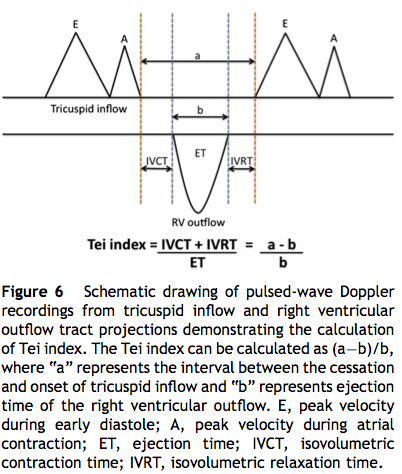 E
A
E
A
a
Tricuspid inflow
b
IVCT
ET
IVRT
RV outflow
Tei index = IVCT + IVRT = a - b
ET b
Figure 6 Schematic drawing of pulsed-wave Doppler
recordings from tricuspid inflow and right ventricular
outflow tract projections demonstrating the calculation
of Tei index. The Tei index can be calculated as (a−b)/b,
where "a" represents the interval between the cessation
and onset of tricuspid inflow and "b" represents ejection
time of the right ventricular outflow. E, peak velocity
during early diastole; A, peak velocity during atrial
contraction; ET, ejection time; IVCT, isovolumetric
contraction time; IVRT, isovolumetric relaxation time.